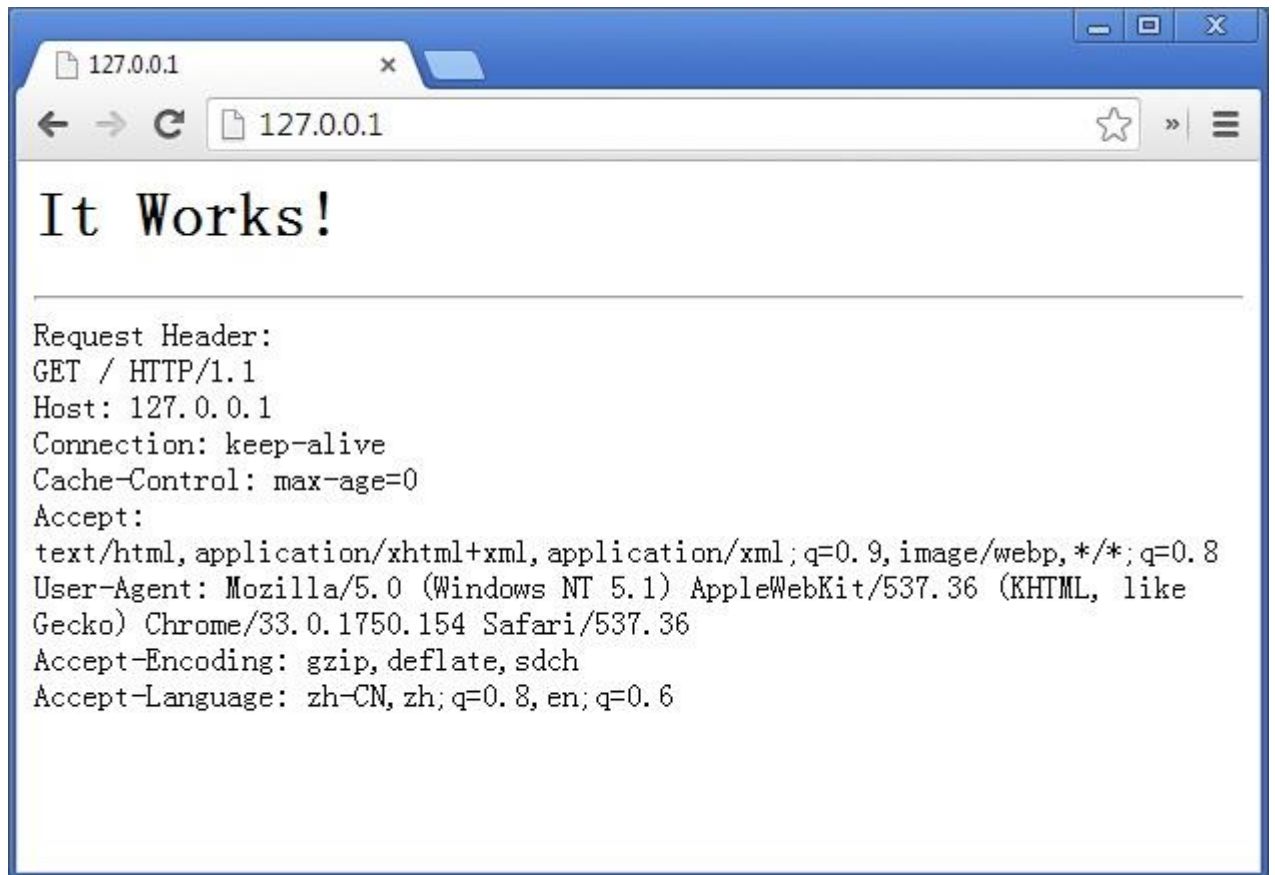 127.0.0.1
127.0.0.1
It Works!
Request Header:
GET / HTTP/1.1
Host: 127.0.0.1
Connection: keep-alive
Cache-Control: max-age=0
Accept:
text/html,application/xhtml+xml,application/xml;q=0.9,image/webp,*/*;q=0.8
User-Agent: Mozilla/5.0 (Windows NT 5.1) AppleWebKit/537.36 (KHTML, like
Gecko) Chrome/33.0.1750.154 Safari/537.36
Accept-Encoding: gzip,deflate,sdch
Accept-Language: zh-CN,zh;q=0.8,en;q=0.6